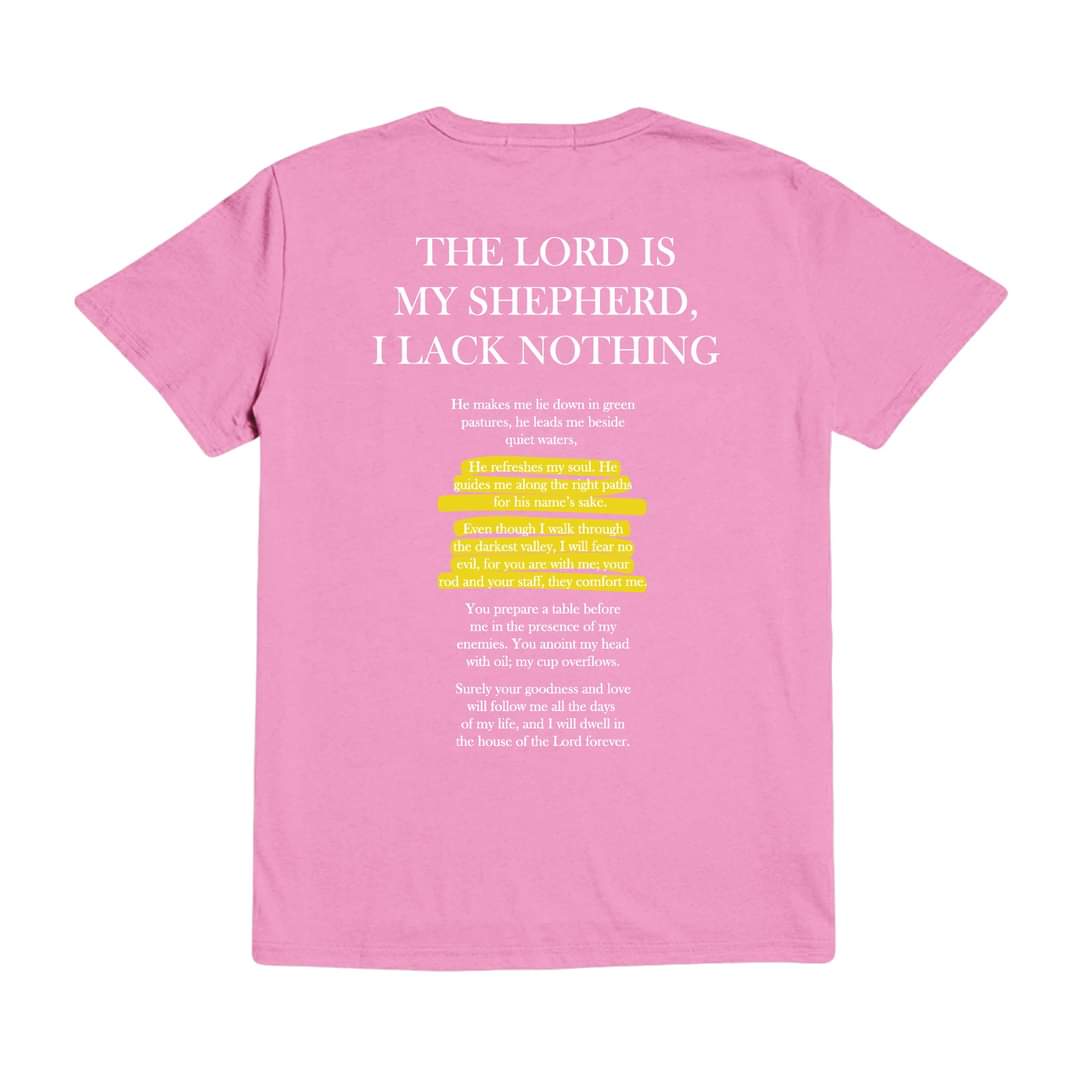 THE LORD IS
MY SHEPHERD,
I LACK NOTHING
He makes me lie down in green
pastures, he leads me beside
quiet waters,
He refreshes my soul. He
guides me along the right paths
for his name's sake.
Even though I walk through
the darkest valley, I will fear no
evil, for you are with me; your
rod and your staff, they comfort me.
You prepare a table before
me in the presence of my
enemies. You anoint my head
with oil; my cup overflows.
Surely your goodness and love
will follow me all the days
of my life, and I will dwell in
the house of the Lord forever.